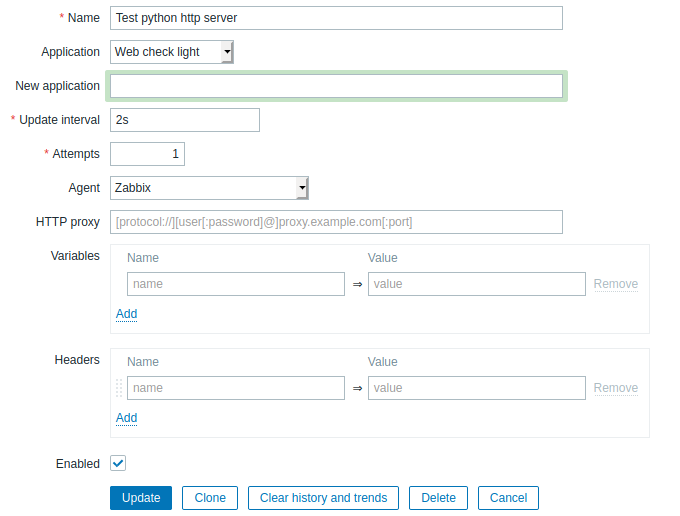 * Name Test python http server
Application Web check light
New application
* Update interval 2s
* Attempts 1
Agent Zabbix
HTTP proxy [protocol://][user[:password]@]proxy.example.com[:port]
Variables Name Value
name ⇒ value Remove
Add
Headers Name Value
name ⇒ value Remove
Add
Enabled
Update Clone Clear history and trends Delete Cancel